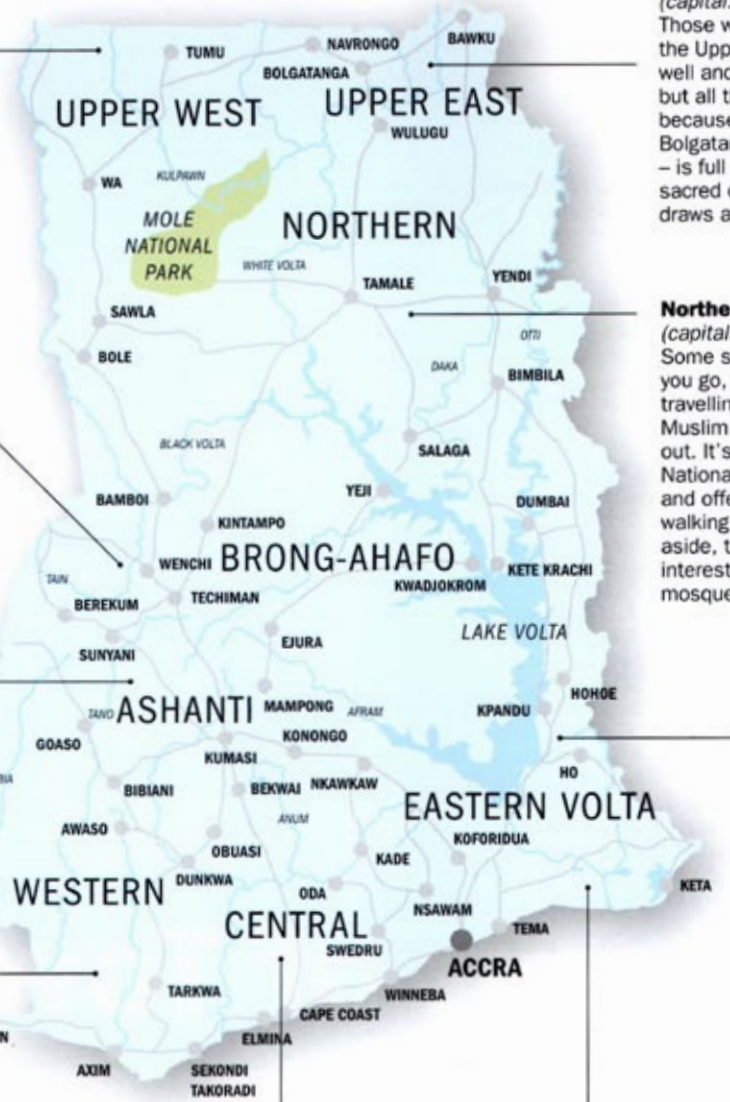 (capital:
Those w
the Upp
TUMU
NAVRONGO
BAWKU
BOLGATANGA
well and
but all t
UPPER WEST
UPPER EAST
because
WULUGU
Bolgata
– is full
WA
KULPAWN
sacred
draws a
MOLE
NATIONAL
PARK
NORTHERN
WHITE VOLTA
TAMALE
YENDI
SAWLA
Northe
(capital
OTTI
BOLE
Some s
DAKA
BIMBILA
you go,
travellin
Muslim
BLACK VOLTA
SALAGA
out. It's
Nationa
YEJI
BAMBOI
DUMBAI
and offe
KINTAMPO
walking
WENCHI
BRONG-AHAFO
KETE KRACHI
aside, t
TAIN
KWADJOKROM
interest
BEREKUM
TECHIMAN
mosque
SUNYANI
EJURA
LAKE VOLTA
HOHOE
TANO
ASHANTI
MAMPONG
AFRAM
KPANDU
GOASO
KONONGO
KUMASI
HO
BIA
BIBIANI
BEKWAI
NKAWKAW
EASTERN VOLTA
ANUM
AWASO
KOFORIDUA
OBUASI
KADE
DUNKWA
WESTERN
ODA
KETA
NSAWAM
CENTRAL
SWEDRU
TEMA
ACCRA
TARKWA
WINNEBA
CAPE COAST
N
ELMINA
AXIM
SEKONDI
TAKORADI